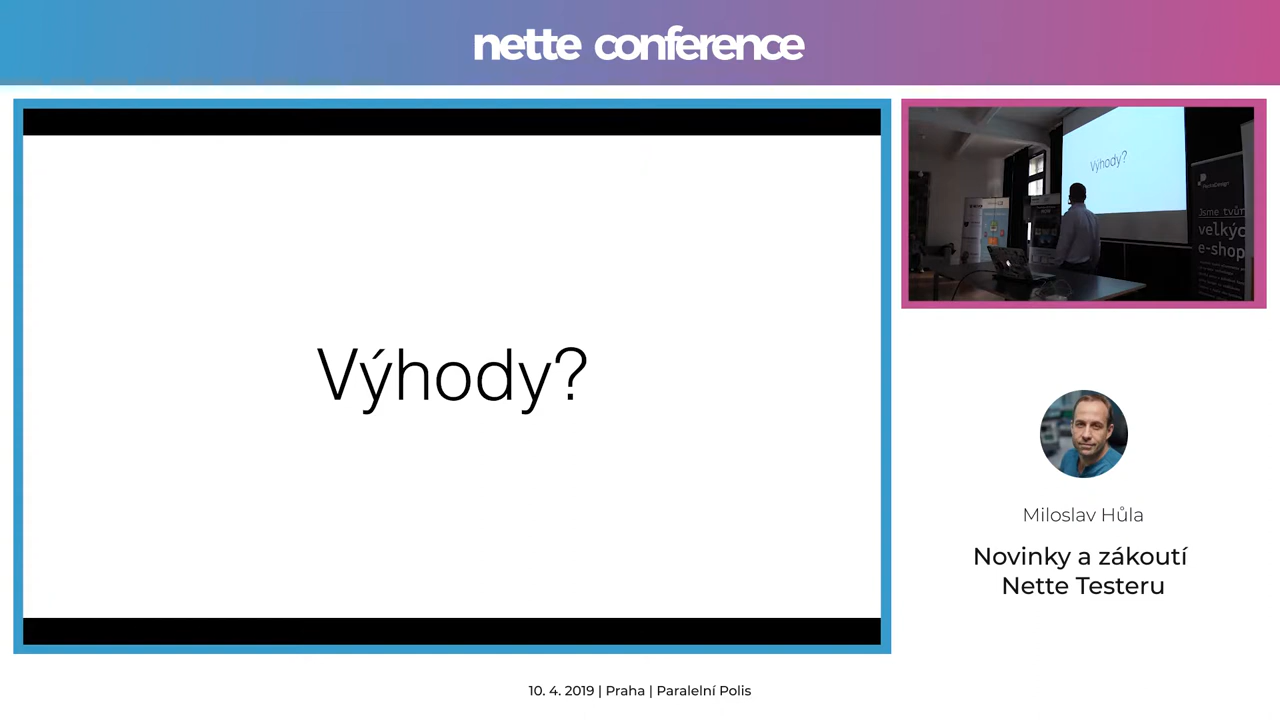 nette conference
Výhody?
Výhody?
Jsme tvůr
velkýc
e-shop
Miloslav Hůla
Novinky a zákoutí
Nette Testeru
10. 4. 2019 | Praha | Paralelní Polis